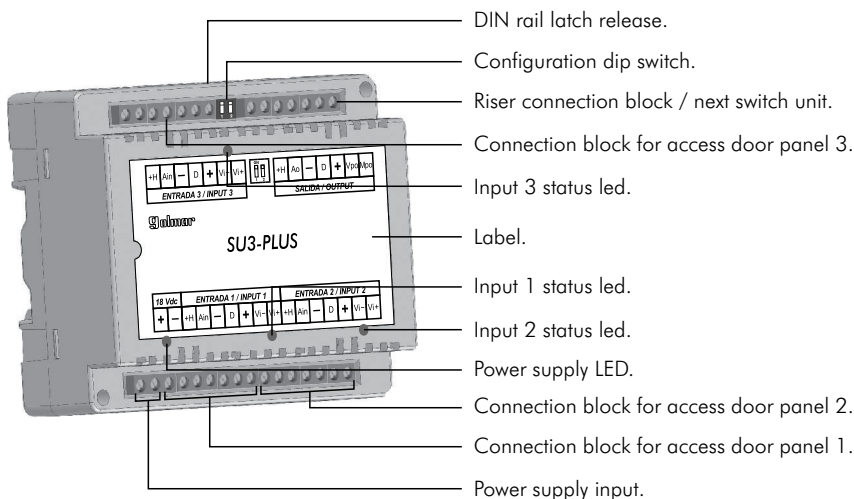 DIN rail latch release.
Configuration dip switch.
Riser connection block / next switch unit.
Connection block for access door panel 3.
Input 3 status led.
Label.
Input 1 status led.
Input 2 status led.
Power supply LED.
Connection block for access door panel 2.
Connection block for access door panel 1.
Power supply input.
+H Ain – D + Vi– Vi+
ENTRADA 3 / INPUT 3
ON
+H Ao – D + Vpo Mpo
SALIDA / OUTPUT
golmar
SU3-PLUS
18 Vdc ENTRADA 1 / INPUT 1 ENTRADA 2 / INPUT 2
+ – +H Ain – D + Vi– Vi+ +H Ain – D + Vi– Vi+